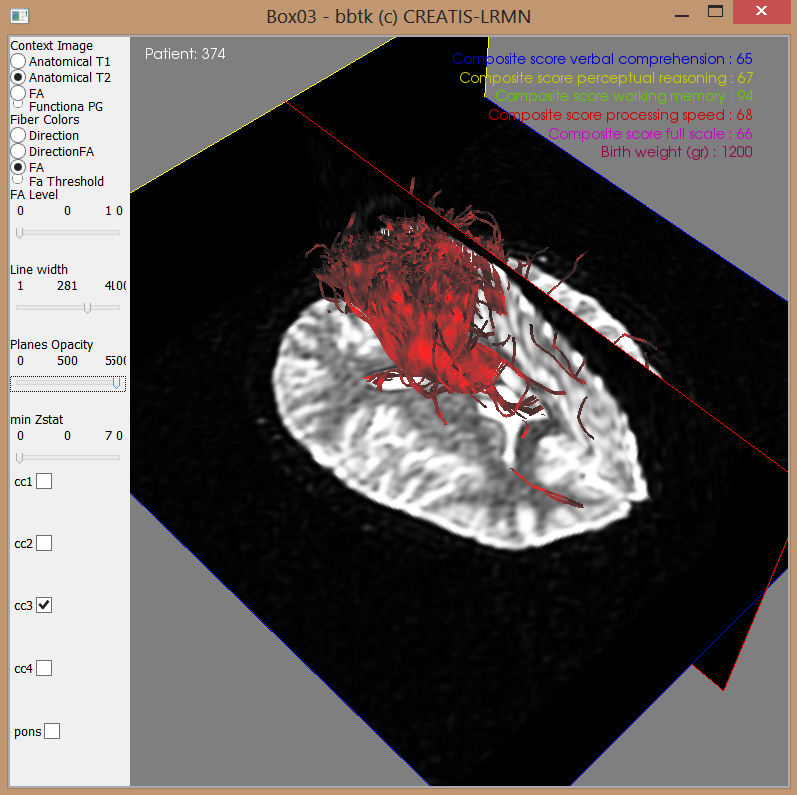 Box03 - bbtk (c) CREATIS-LRMN
Context Image
Anatomical T1
Anatomical T2
FA
Functiona PG
Fiber Colors
Direction
DirectionFA
FA
Fa Threshold
FA Level
0 0 1 0
Line width
1 281 400
Planes Opacity
0 500 5500
min Zstat
0 0 7 0
cc1
cc2
cc3
cc4
pons
Patient: 374
Composite score verbal comprehension : 65
Composite score perceptual reasoning : 67
Composite score working memory : 94
Composite score processing speed : 68
Composite score full scale : 66
Birth weight (gr) : 1200